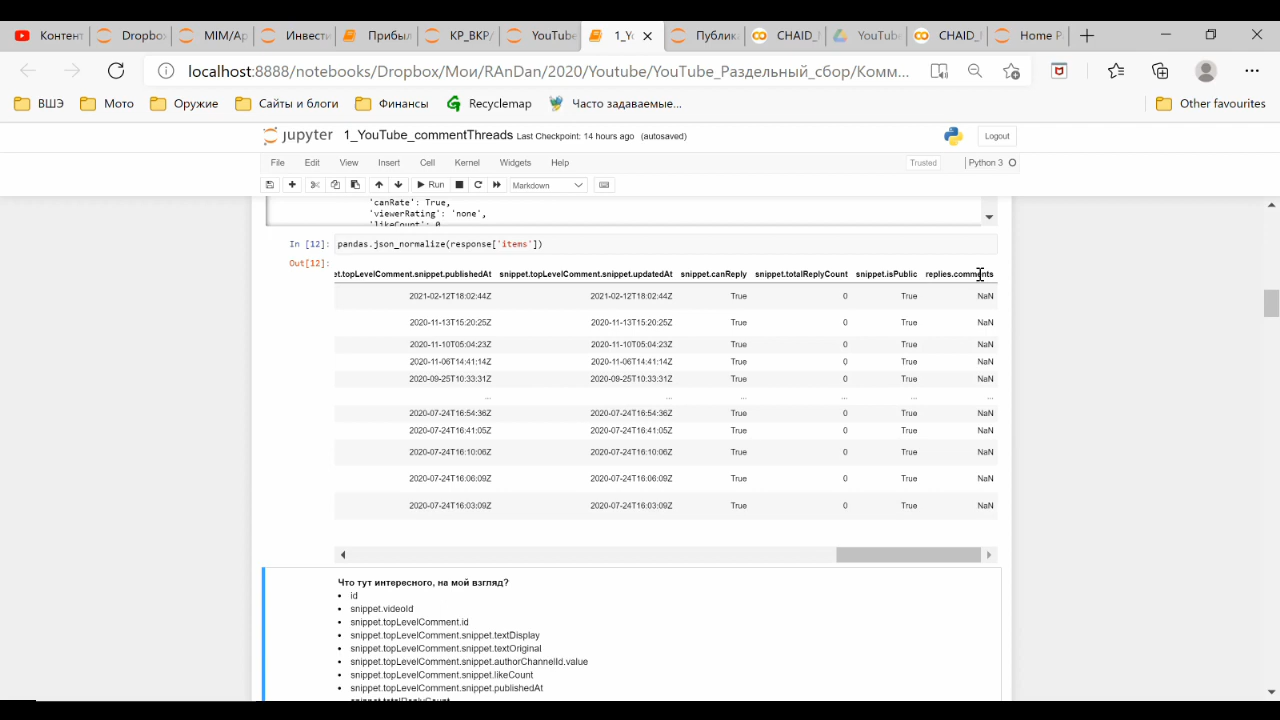 Контент
Dropbo
MIM/Ap
Инвести
Прибыл
КР_ВКР/
YouTube
1_Yo
Публик
CHAID_I
YouTub
CHAID_I
Home P
localhost:8888/notebooks/Dropbox/Мои/RAnDan/2020/Youtube/YouTube_Раздельный_сбор/Комм...
ВШЭ Мото Оружие Сайты и блоги Финансы Recyclemap Часто задаваемые... Other favourites
jupyter 1_YouTube_commentThreads Last Checkpoint: 14 hours ago (autosaved) Logout
File Edit View Insert Cell Kernel Widgets Help Trusted Python 3
Run Markdown
'canRate': True,
'viewerRating': 'none',
'likeCount': 0
In [12]: pandas.json_normalize(response['items'])
Out[12]:
et.topLevelComment.snippet.publishedAt snippet.topLevelComment.snippet.updatedAt snippet.canReply snippet.totalReplyCount snippet.isPublic replies.comments
2021-02-12T18:02:44Z 2021-02-12T18:02:44Z True 0 True NaN
2020-11-13T15:20:25Z 2020-11-13T15:20:25Z True 0 True NaN
2020-11-10T05:04:23Z 2020-11-10T05:04:23Z True 0 True NaN
2020-11-06T14:41:14Z 2020-11-06T14:41:14Z True 0 True NaN
2020-09-25T10:33:31Z 2020-09-25T10:33:31Z True 0 True NaN
... ... ... ... ... ...
2020-07-24T16:54:36Z 2020-07-24T16:54:36Z True 0 True NaN
2020-07-24T16:41:05Z 2020-07-24T16:41:05Z True 0 True NaN
2020-07-24T16:10:06Z 2020-07-24T16:10:06Z True 0 True NaN
2020-07-24T16:06:09Z 2020-07-24T16:06:09Z True 0 True NaN
2020-07-24T16:03:09Z 2020-07-24T16:03:09Z True 0 True NaN
Что тут интересного, на мой взгляд?
• id
• snippet.videoId
• snippet.topLevelComment.id
• snippet.topLevelComment.snippet.textDisplay
• snippet.topLevelComment.snippet.textOriginal
• snippet.topLevelComment.snippet.authorChannelId.value
• snippet.topLevelComment.snippet.likeCount
• snippet.topLevelComment.snippet.publishedAt
• snippet.totalReplyCount